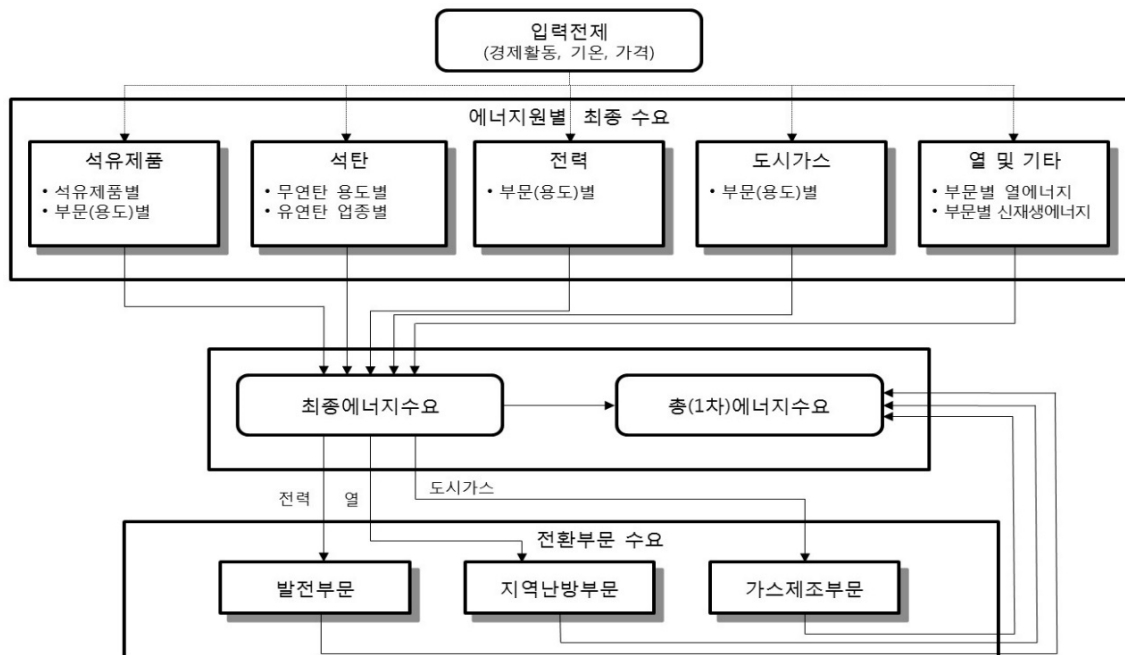 입력전제
(경제활동, 기온, 가격)
에너지원별 최종 수요
석유제품
• 석유제품별
• 부문(용도)별
석탄
• 무연탄 용도별
• 유연탄 업종별
전력
• 부문(용도)별
도시가스
• 부문(용도)별
열 및 기타
• 부문별 열에너지
• 부문별 신재생에너지
최종에너지수요
총(1차)에너지수요
전력
열
도시가스
전환부문 수요
발전부문
지역난방부문
가스제조부문